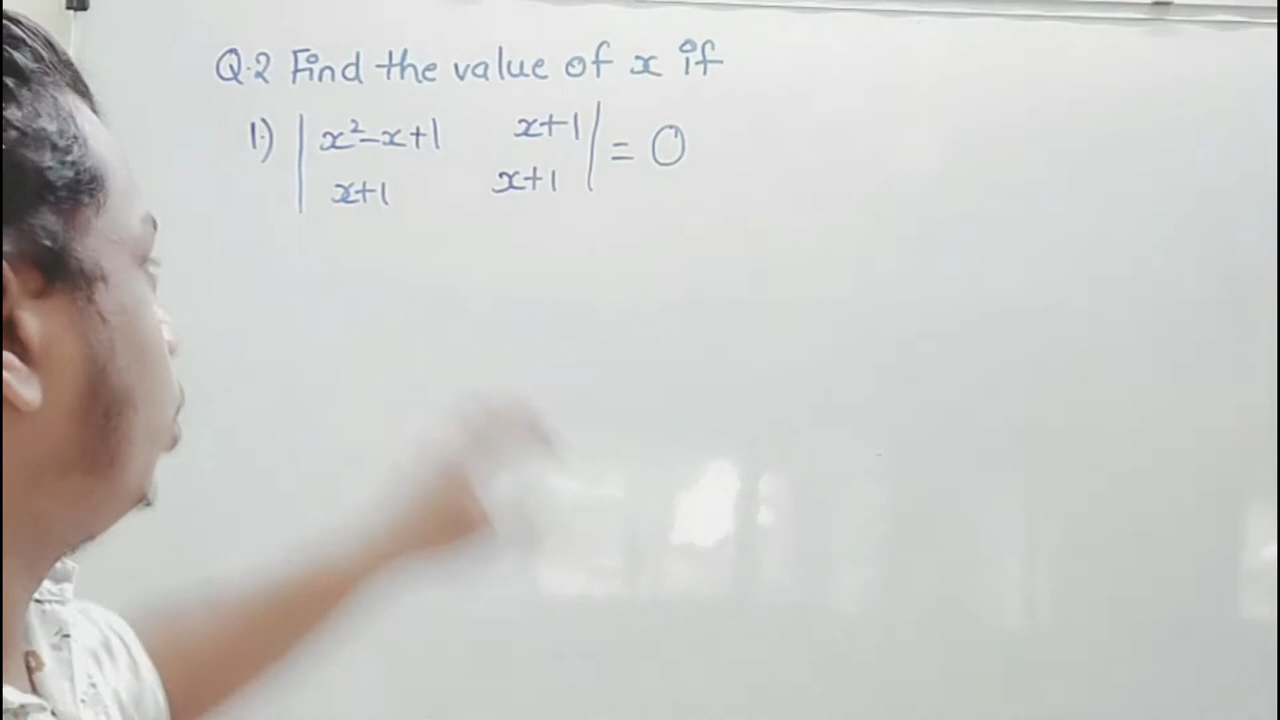 Q.2 Find the value of x if
1.) | x²-x+1 x+1 | = 0
x+1 x+1